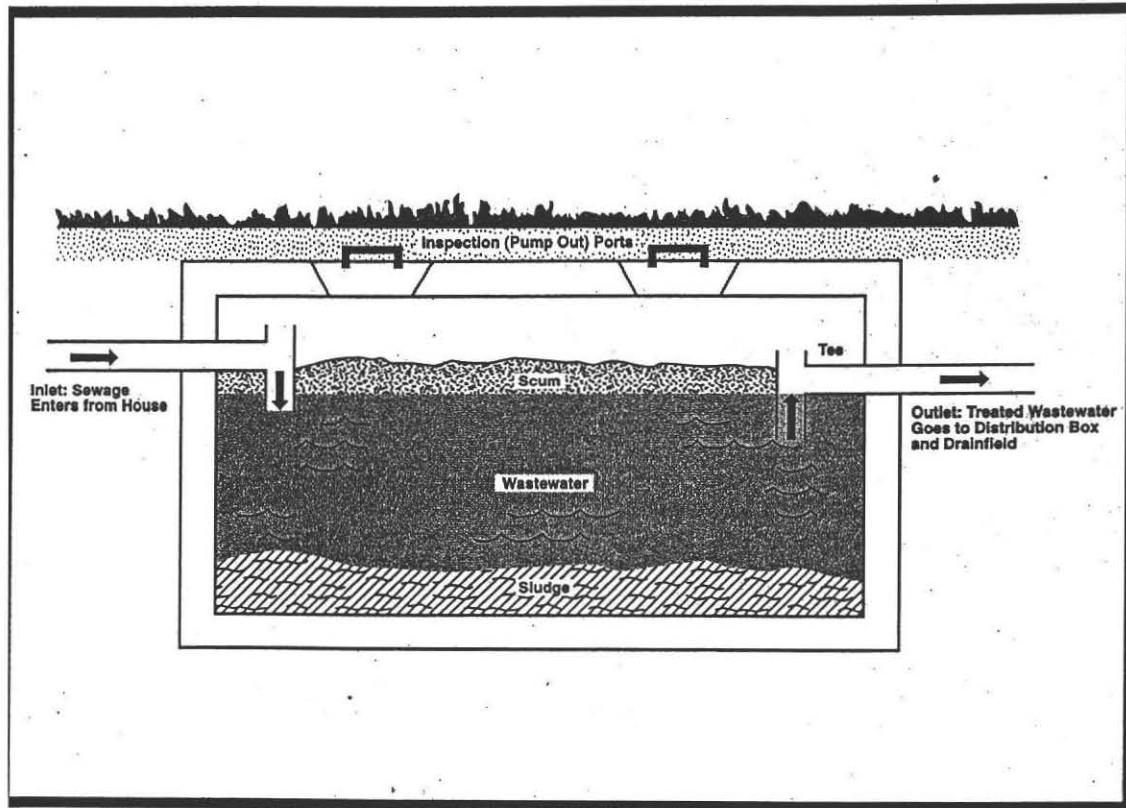 Inspection (Pump Out) Ports
Tee
Scum
Inlet: Sewage
Enters from House
Outlet: Treated Wastewater
Goes to Distribution Box
and Drainfield
Wastewater
Sludge